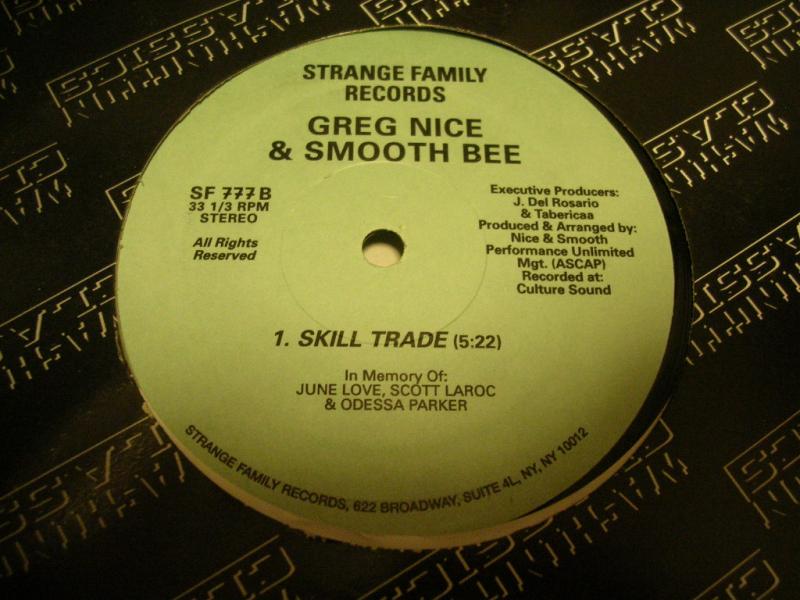 STRANGE FAMILY
RECORDS
GREG NICE
& SMOOTH BEE
SF 777 B
33 1/3 RPM
STEREO
All Rights
Reserved
Executive Producers:
J. Del Rosario
& Tabericaa
Produced & Arranged by:
Nice & Smooth
Performance Unlimited
Mgt. (ASCAP)
Recorded at:
Culture Sound
1. SKILL TRADE (5:22)
In Memory Of:
JUNE LOVE, SCOTT LAROC
& ODESSA PARKER
STRANGE FAMILY RECORDS, 622 BROADWAY, SUITE 4L, NY, NY 10012